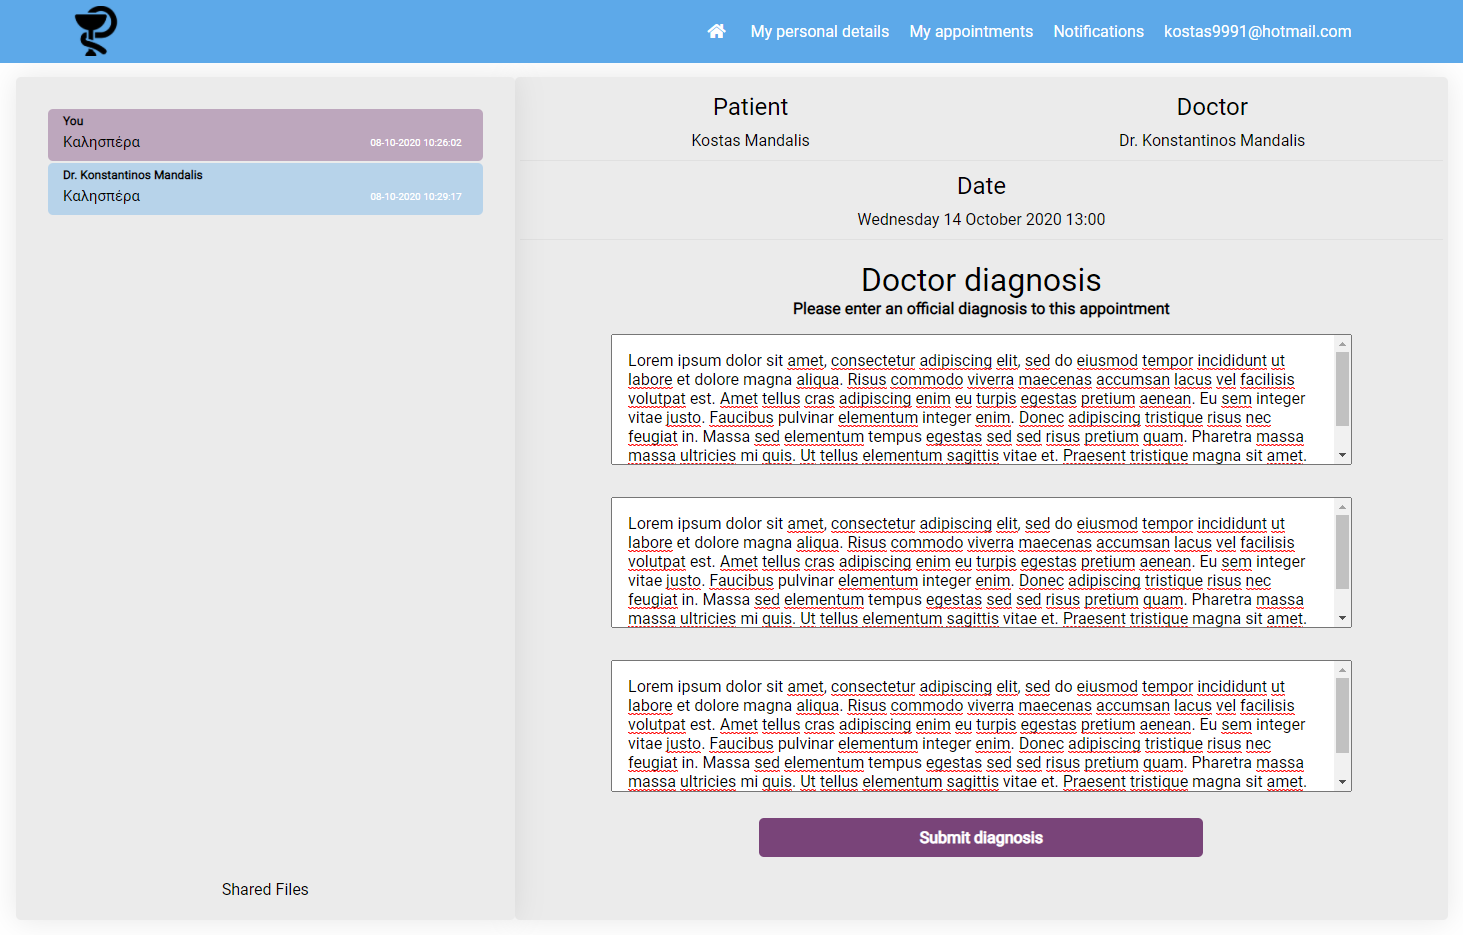 My personal details My appointments Notifications kostas9991@hotmail.com
You
Καλησπέρα 08-10-2020 10:26:02
Dr. Konstantinos Mandalis
Καλησπέρα 08-10-2020 10:29:17
Shared Files
Patient Doctor
Kostas Mandalis Dr. Konstantinos Mandalis
Date
Wednesday 14 October 2020 13:00
Doctor diagnosis
Please enter an official diagnosis to this appointment
Lorem ipsum dolor sit amet, consectetur adipiscing elit, sed do eiusmod tempor incididunt ut
labore et dolore magna aliqua. Risus commodo viverra maecenas accumsan lacus vel facilisis
volutpat est. Amet tellus cras adipiscing enim eu turpis egestas pretium aenean. Eu sem integer
vitae justo. Faucibus pulvinar elementum integer enim. Donec adipiscing tristique risus nec
feugiat in. Massa sed elementum tempus egestas sed sed risus pretium quam. Pharetra massa
massa ultricies mi quis. Ut tellus elementum sagittis vitae et. Praesent tristique magna sit amet.
Lorem ipsum dolor sit amet, consectetur adipiscing elit, sed do eiusmod tempor incididunt ut
labore et dolore magna aliqua. Risus commodo viverra maecenas accumsan lacus vel facilisis
volutpat est. Amet tellus cras adipiscing enim eu turpis egestas pretium aenean. Eu sem integer
vitae justo. Faucibus pulvinar elementum integer enim. Donec adipiscing tristique risus nec
feugiat in. Massa sed elementum tempus egestas sed sed risus pretium quam. Pharetra massa
massa ultricies mi quis. Ut tellus elementum sagittis vitae et. Praesent tristique magna sit amet.
Lorem ipsum dolor sit amet, consectetur adipiscing elit, sed do eiusmod tempor incididunt ut
labore et dolore magna aliqua. Risus commodo viverra maecenas accumsan lacus vel facilisis
volutpat est. Amet tellus cras adipiscing enim eu turpis egestas pretium aenean. Eu sem integer
vitae justo. Faucibus pulvinar elementum integer enim. Donec adipiscing tristique risus nec
feugiat in. Massa sed elementum tempus egestas sed sed risus pretium quam. Pharetra massa
massa ultricies mi quis. Ut tellus elementum sagittis vitae et. Praesent tristique magna sit amet.
Submit diagnosis